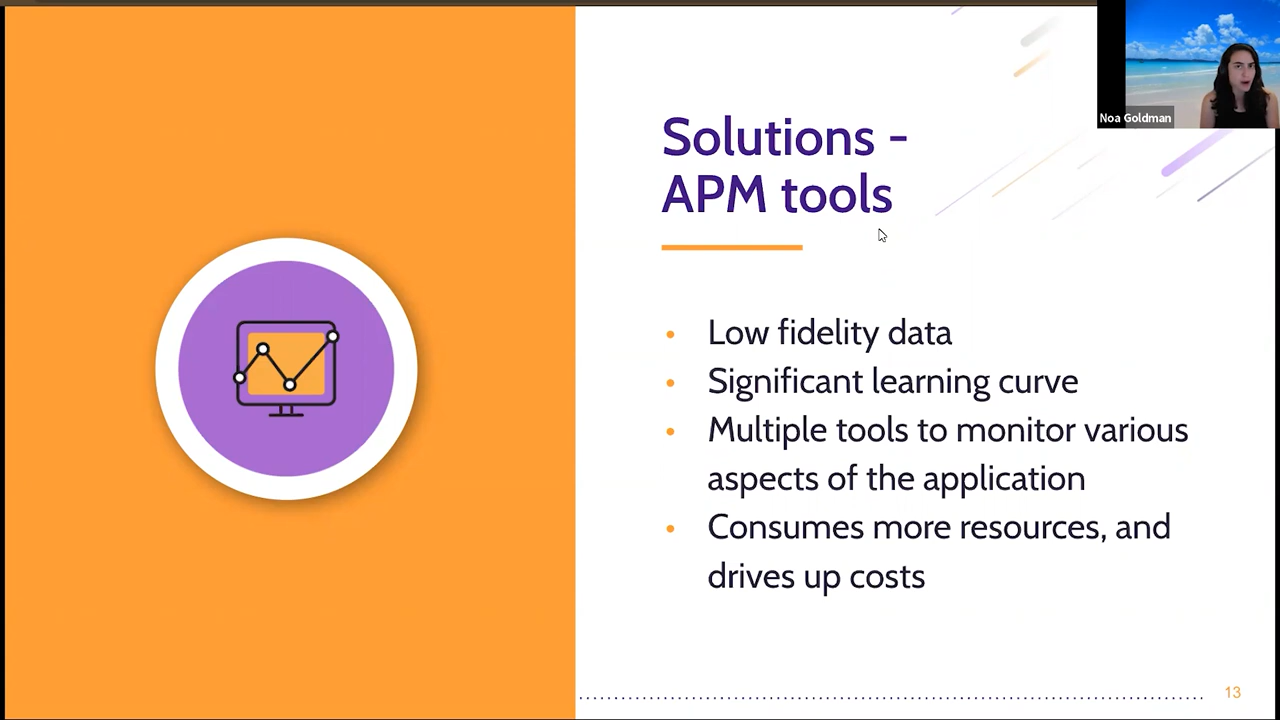 Noa Goldman
Solutions -
APM tools
• Low fidelity data
• Significant learning curve
• Multiple tools to monitor various
aspects of the application
• Consumes more resources, and
drives up costs
13